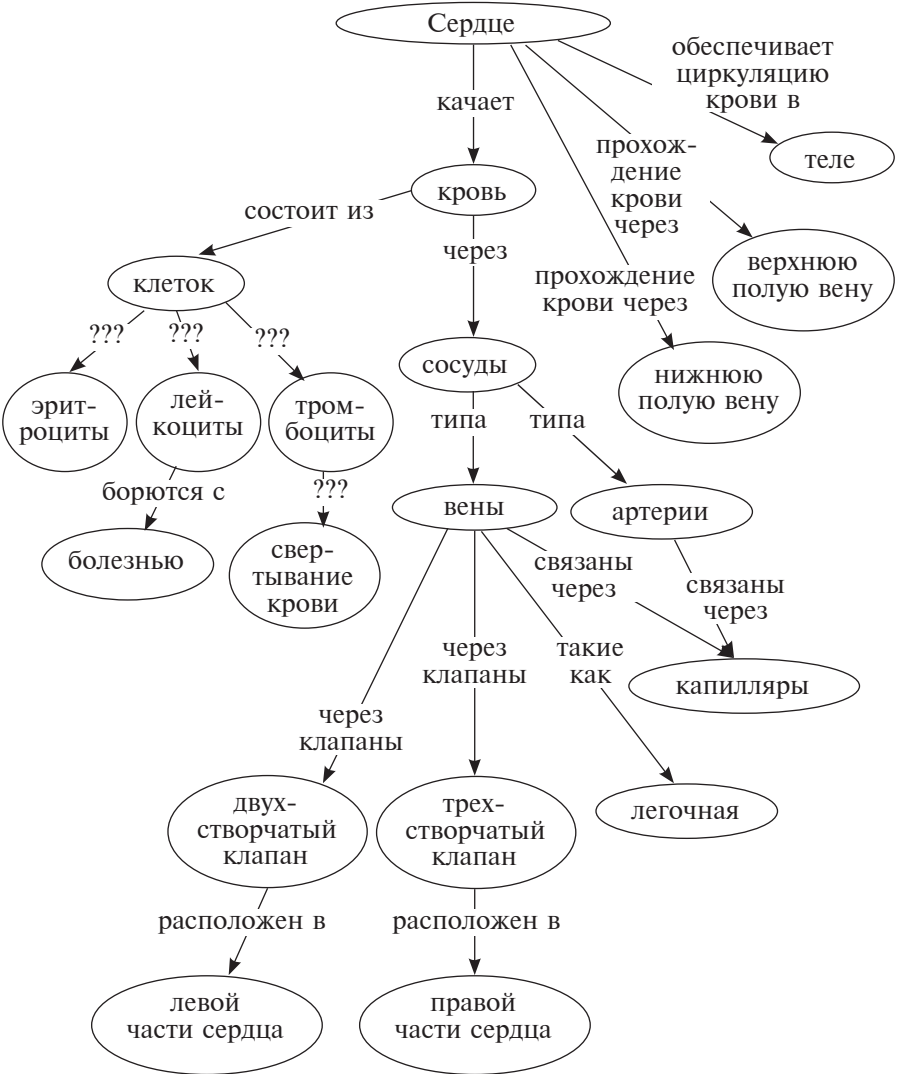 Сердце
обеспечивает
циркуляцию
крови в
качает
теле
прохож-
дение
крови
через
кровь
состоит из
через
верхнюю
полую вену
клеток
прохождение
крови через
???
???
???
сосуды
нижнюю
полую вену
эрит-
роциты
лей-
коциты
тром-
боциты
типа
типа
борются с
???
вены
артерии
болезнью
свер-
тывание
крови
связаны
через
связаны
через
через
клапаны
такие
как
капилляры
через
клапаны
двух-
створчатый
клапан
трех-
створчатый
клапан
легочная
расположен в
расположен в
левой
части сердца
правой
части сердца